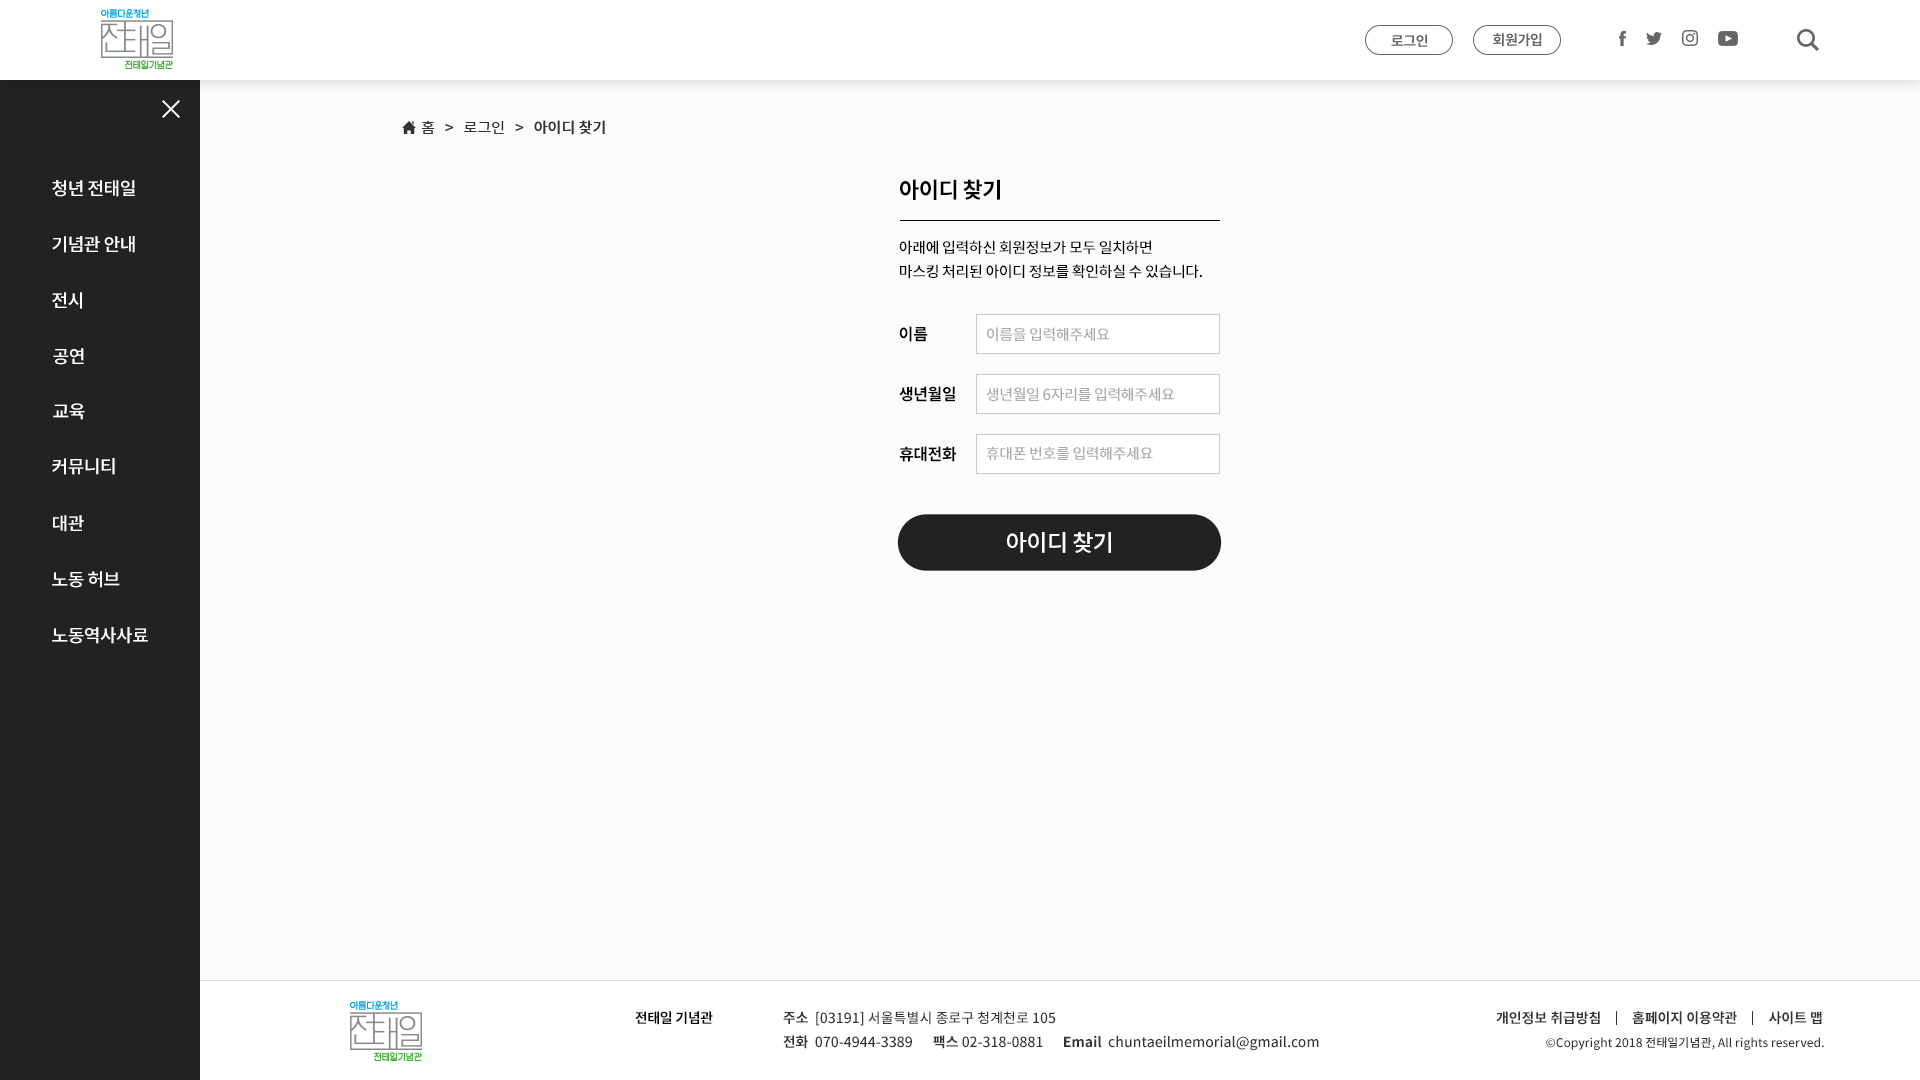 아름다운청년
전태일
전태일기념관
로그인
회원가입
홈 > 로그인 > 아이디 찾기
청년 전태일
기념관 안내
전시
공연
교육
커뮤니티
대관
노동 허브
노동역사사료
아이디 찾기
아래에 입력하신 회원정보가 모두 일치하면
마스킹 처리된 아이디 정보를 확인하실 수 있습니다.
이름 이름을 입력해주세요
생년월일 생년월일 6자리를 입력해주세요
휴대전화 휴대폰 번호를 입력해주세요
아이디 찾기
아름다운청년
전태일
전태일기념관
전태일 기념관
주소 [03191] 서울특별시 종로구 청계천로 105
전화 070-4944-3389 팩스 02-318-0881 Email chuntaeilmemorial@gmail.com
개인정보 취급방침 | 홈페이지 이용약관 | 사이트 맵
©Copyright 2018 전태일기념관, All rights reserved.